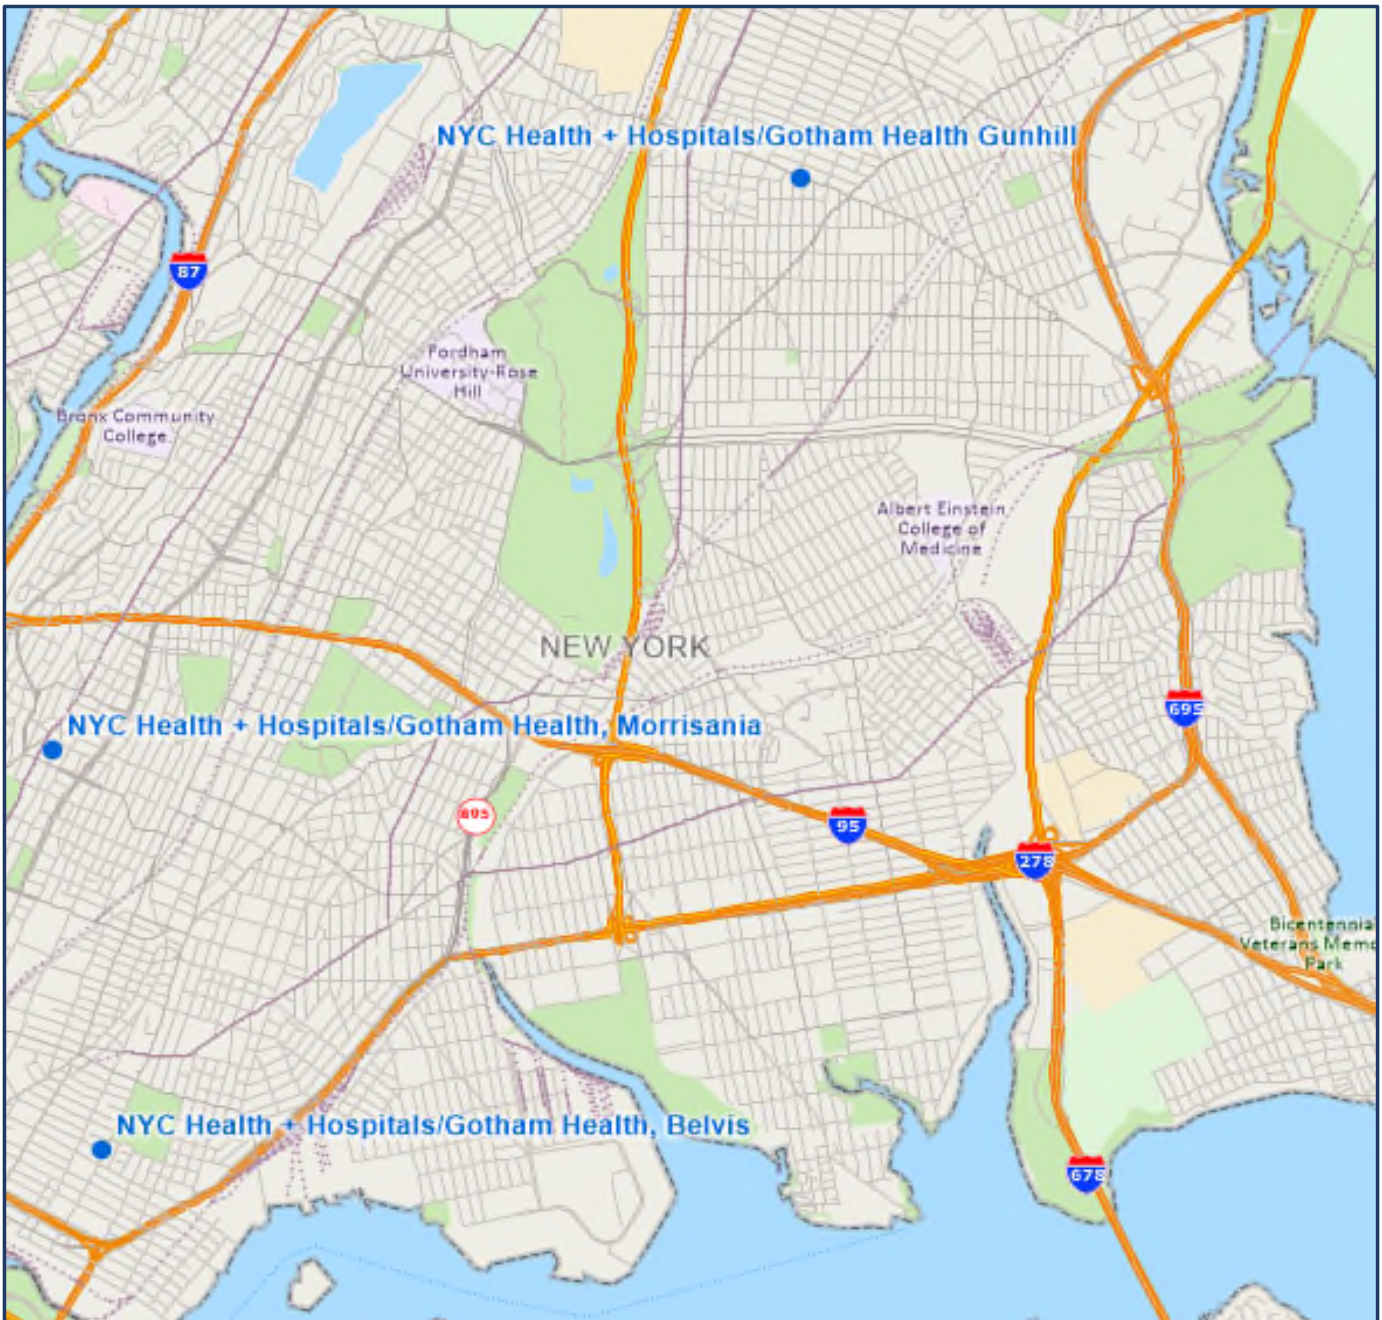 NYC Health + Hospitals/Gotham Health Gunhill
87
Fordham
University-Rose
Hill
Bronx Community
College
Albert Einstein
College of
Medicine
NEW YORK
695
NYC Health + Hospitals/Gotham Health, Morrisania
895
95
278
Bicentennial
Veterans Memo
Park
NYC Health + Hospitals/Gotham Health, Belvis
678